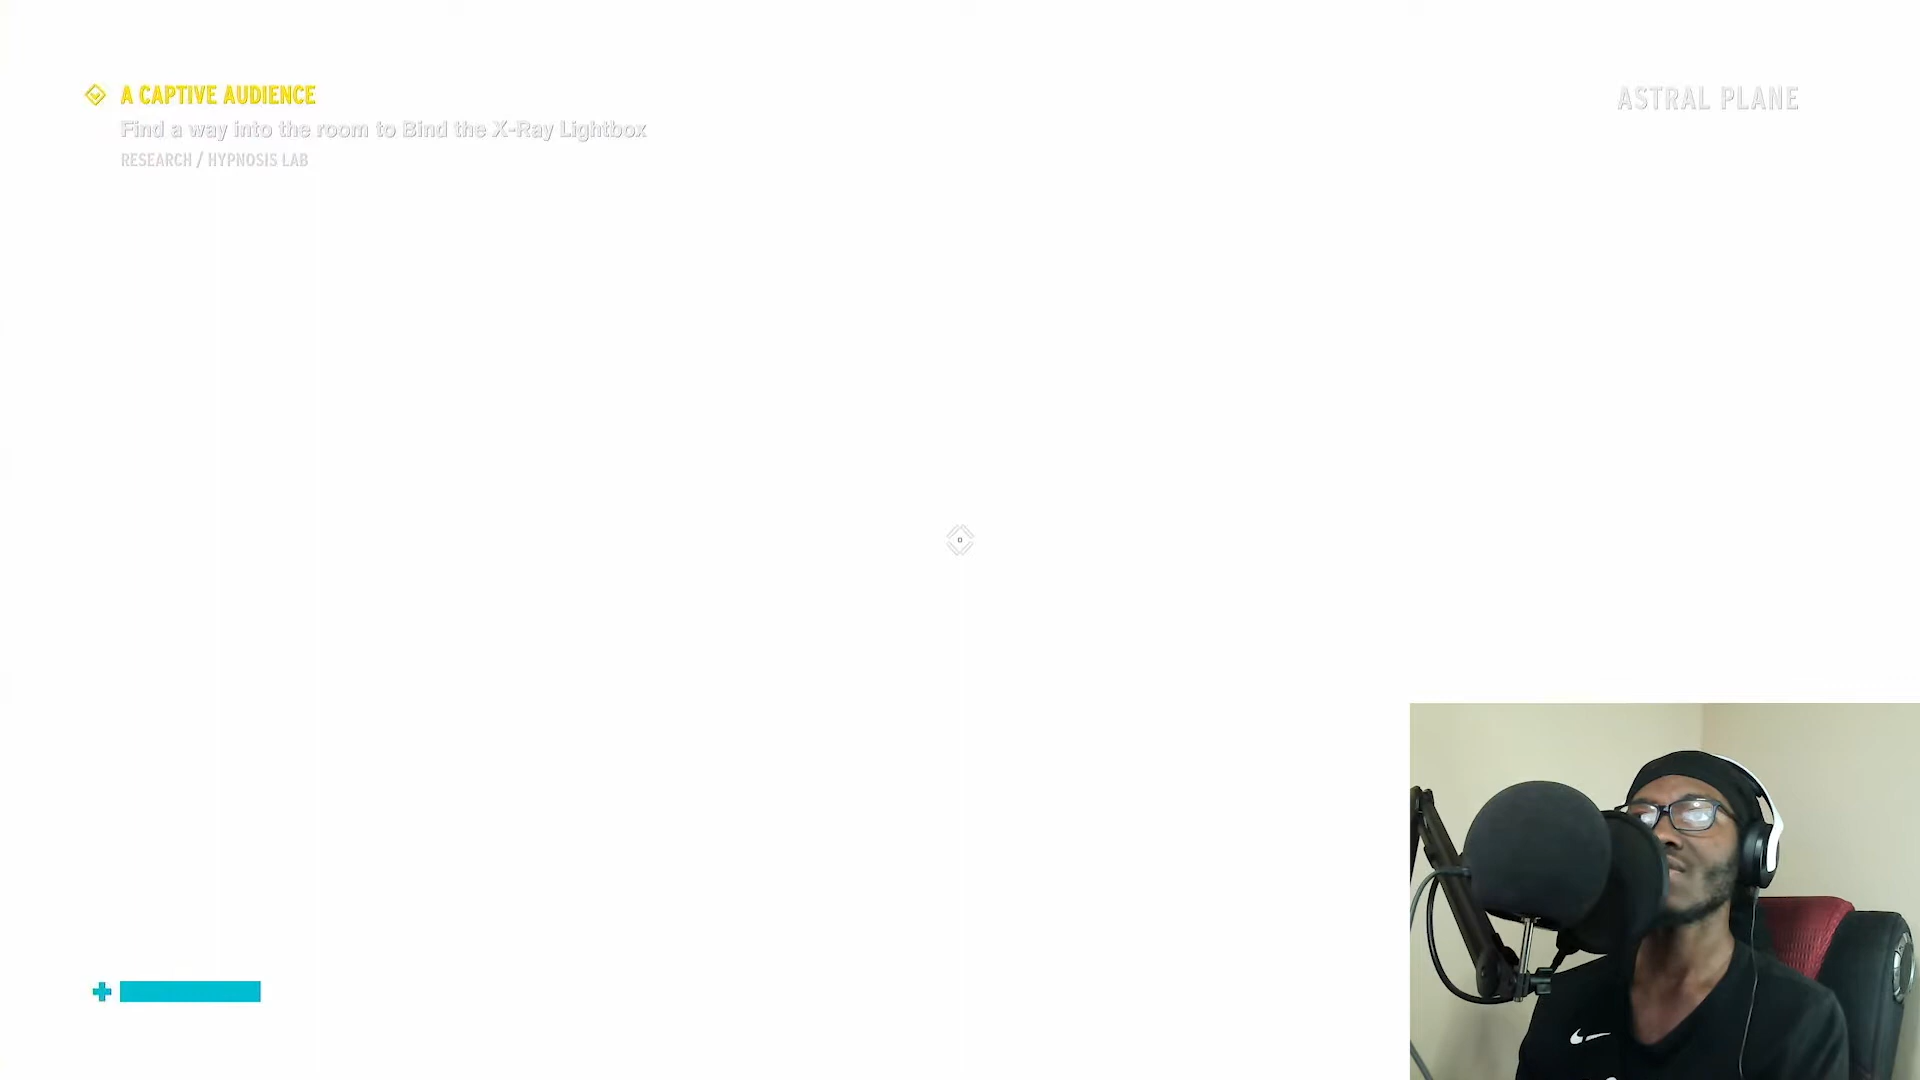 A CAPTIVE AUDIENCE
Find a way into the room to Bind the X-Ray Lightbox
RESEARCH / HYPNOSIS LAB
ASTRAL PLANE